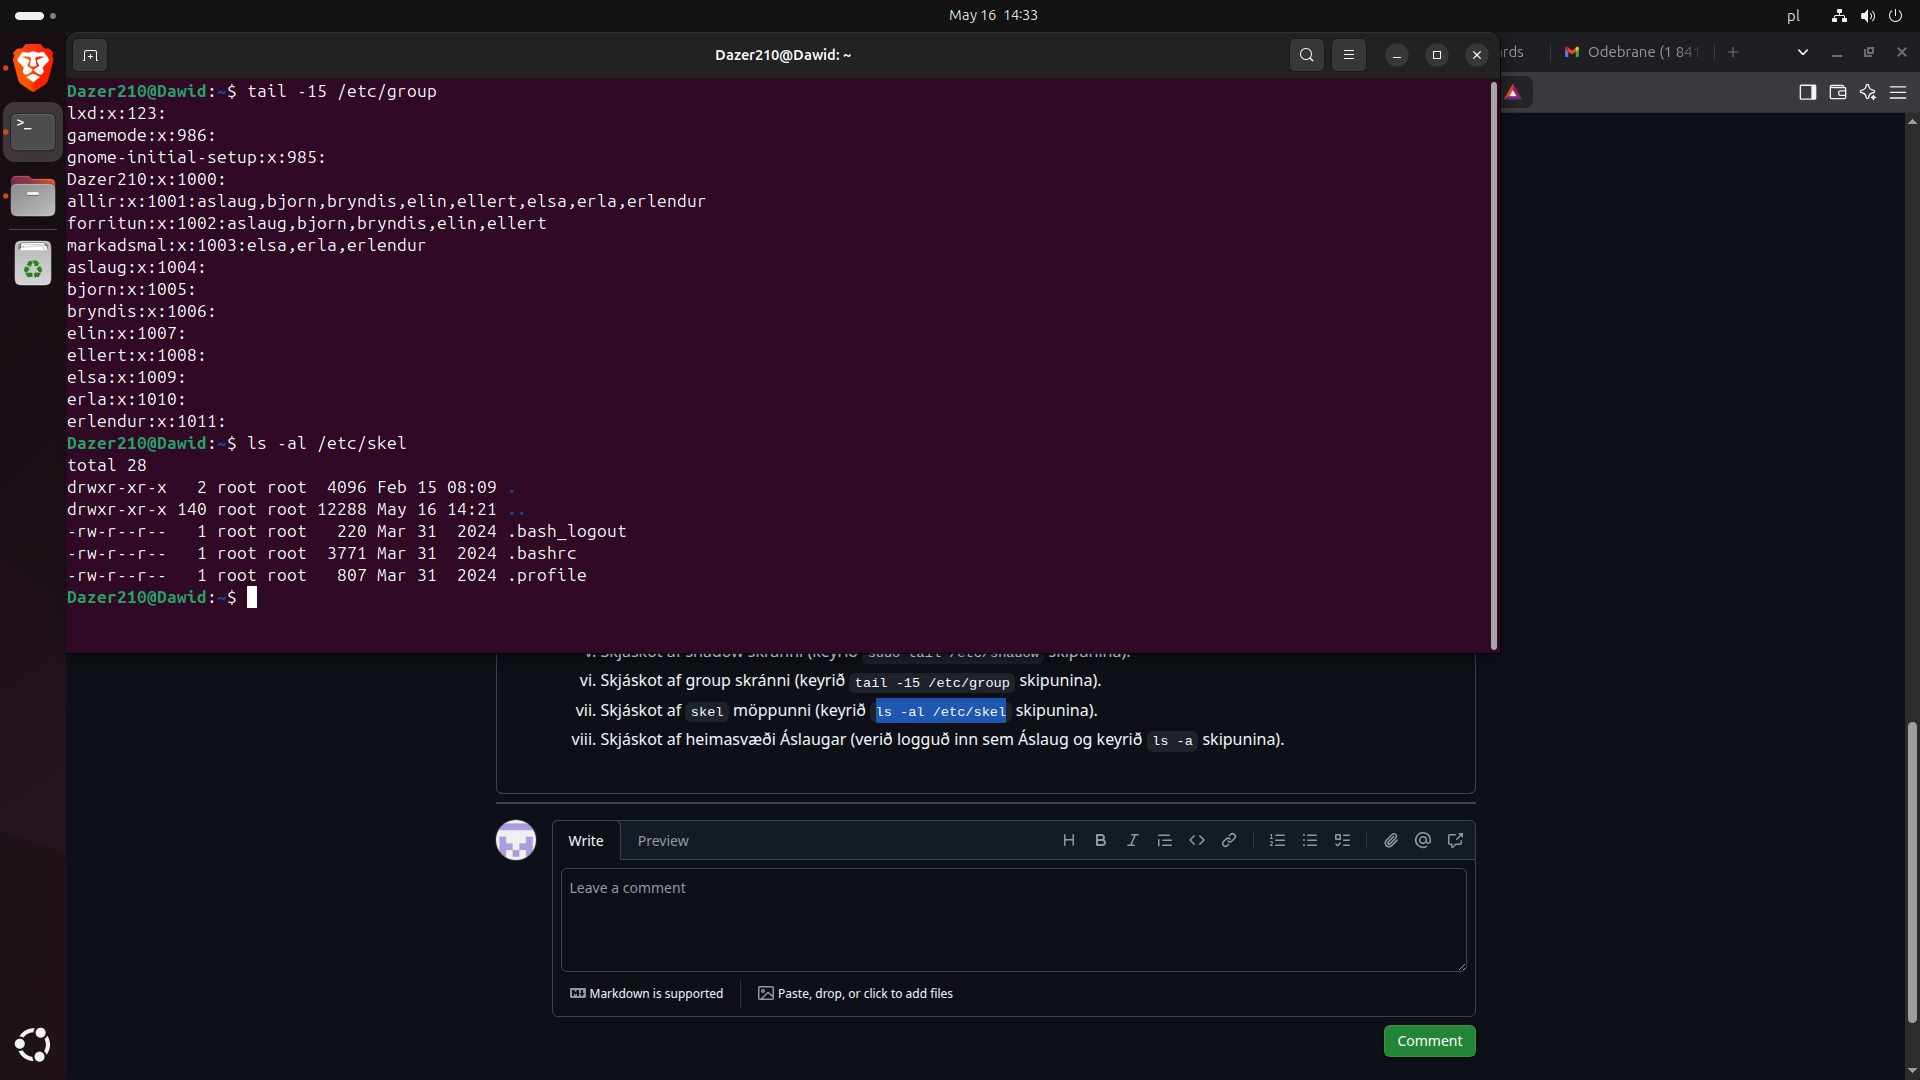 May 16 14:33
pl
Dazer210@Dawid: ~
rds
Odebrane (1 841
Dazer210@Dawid:~$ tail -15 /etc/group
lxd:x:123:
gamemode:x:986:
gnome-initial-setup:x:985:
Dazer210:x:1000:
allir:x:1001:aslaug,bjorn,bryndis,elin,ellert,elsa,erla,erlendur
forritun:x:1002:aslaug,bjorn,bryndis,elin,ellert
markadsmal:x:1003:elsa,erla,erlendur
aslaug:x:1004:
bjorn:x:1005:
bryndis:x:1006:
elin:x:1007:
ellert:x:1008:
elsa:x:1009:
erla:x:1010:
erlendur:x:1011:
Dazer210@Dawid:~$ ls -al /etc/skel
total 28
drwxr-xr-x   2 root root  4096 Feb 15 08:09 .
drwxr-xr-x 140 root root 12288 May 16 14:21 ..
-rw-r--r--   1 root root   220 Mar 31  2024 .bash_logout
-rw-r--r--   1 root root  3771 Mar 31  2024 .bashrc
-rw-r--r--   1 root root   807 Mar 31  2024 .profile
Dazer210@Dawid:~$
v. Skjáskot af shadow skránni (keyrið sudo tail /etc/shadow skipunina).
vi. Skjáskot af group skránni (keyrið tail -15 /etc/group skipunina).
vii. Skjáskot af skel möppunni (keyrið ls -al /etc/skel skipunina).
viii. Skjáskot af heimasvæði Áslaugar (verið logguð inn sem Áslaug og keyrið ls -a skipunina).
Write
Preview
Leave a comment
Markdown is supported
Paste, drop, or click to add files
Comment